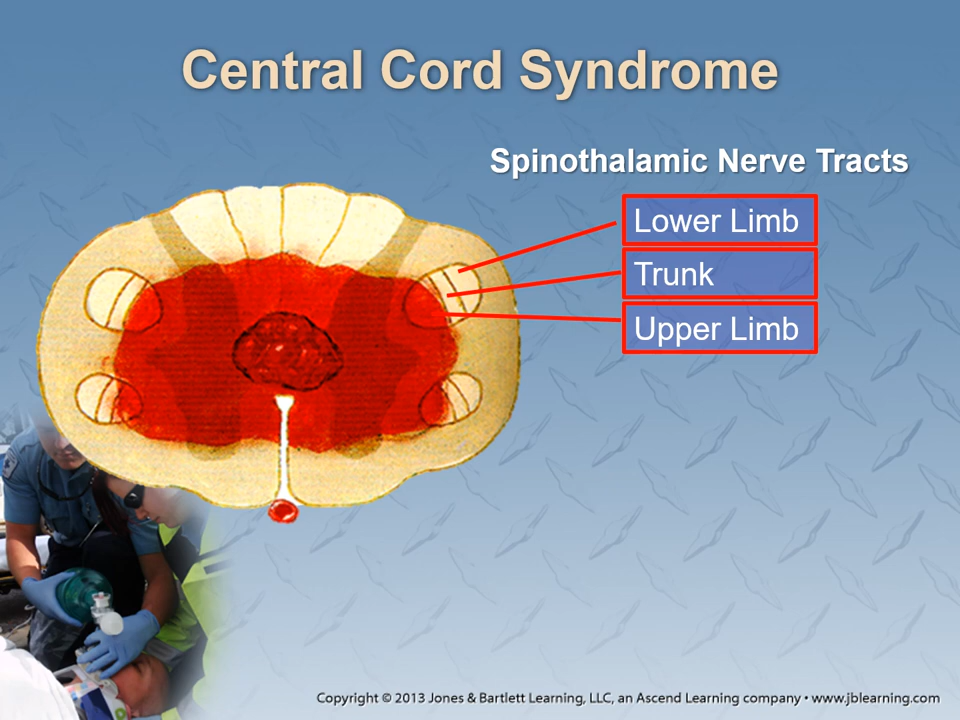 Central Cord Syndrome
Spinothalamic Nerve Tracts
Lower Limb
Trunk
Upper Limb
Copyright © 2013 Jones & Bartlett Learning, LLC, an Ascend Learning company • www.jblearning.com